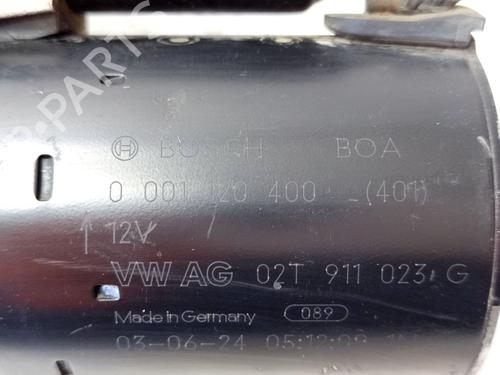 BOSCH BOA
0 001 120 400 (401)
↑ 12V
VW AG 02T 911 023 G
Made in Germany 089
03-06-24 05:12:09
PARTS